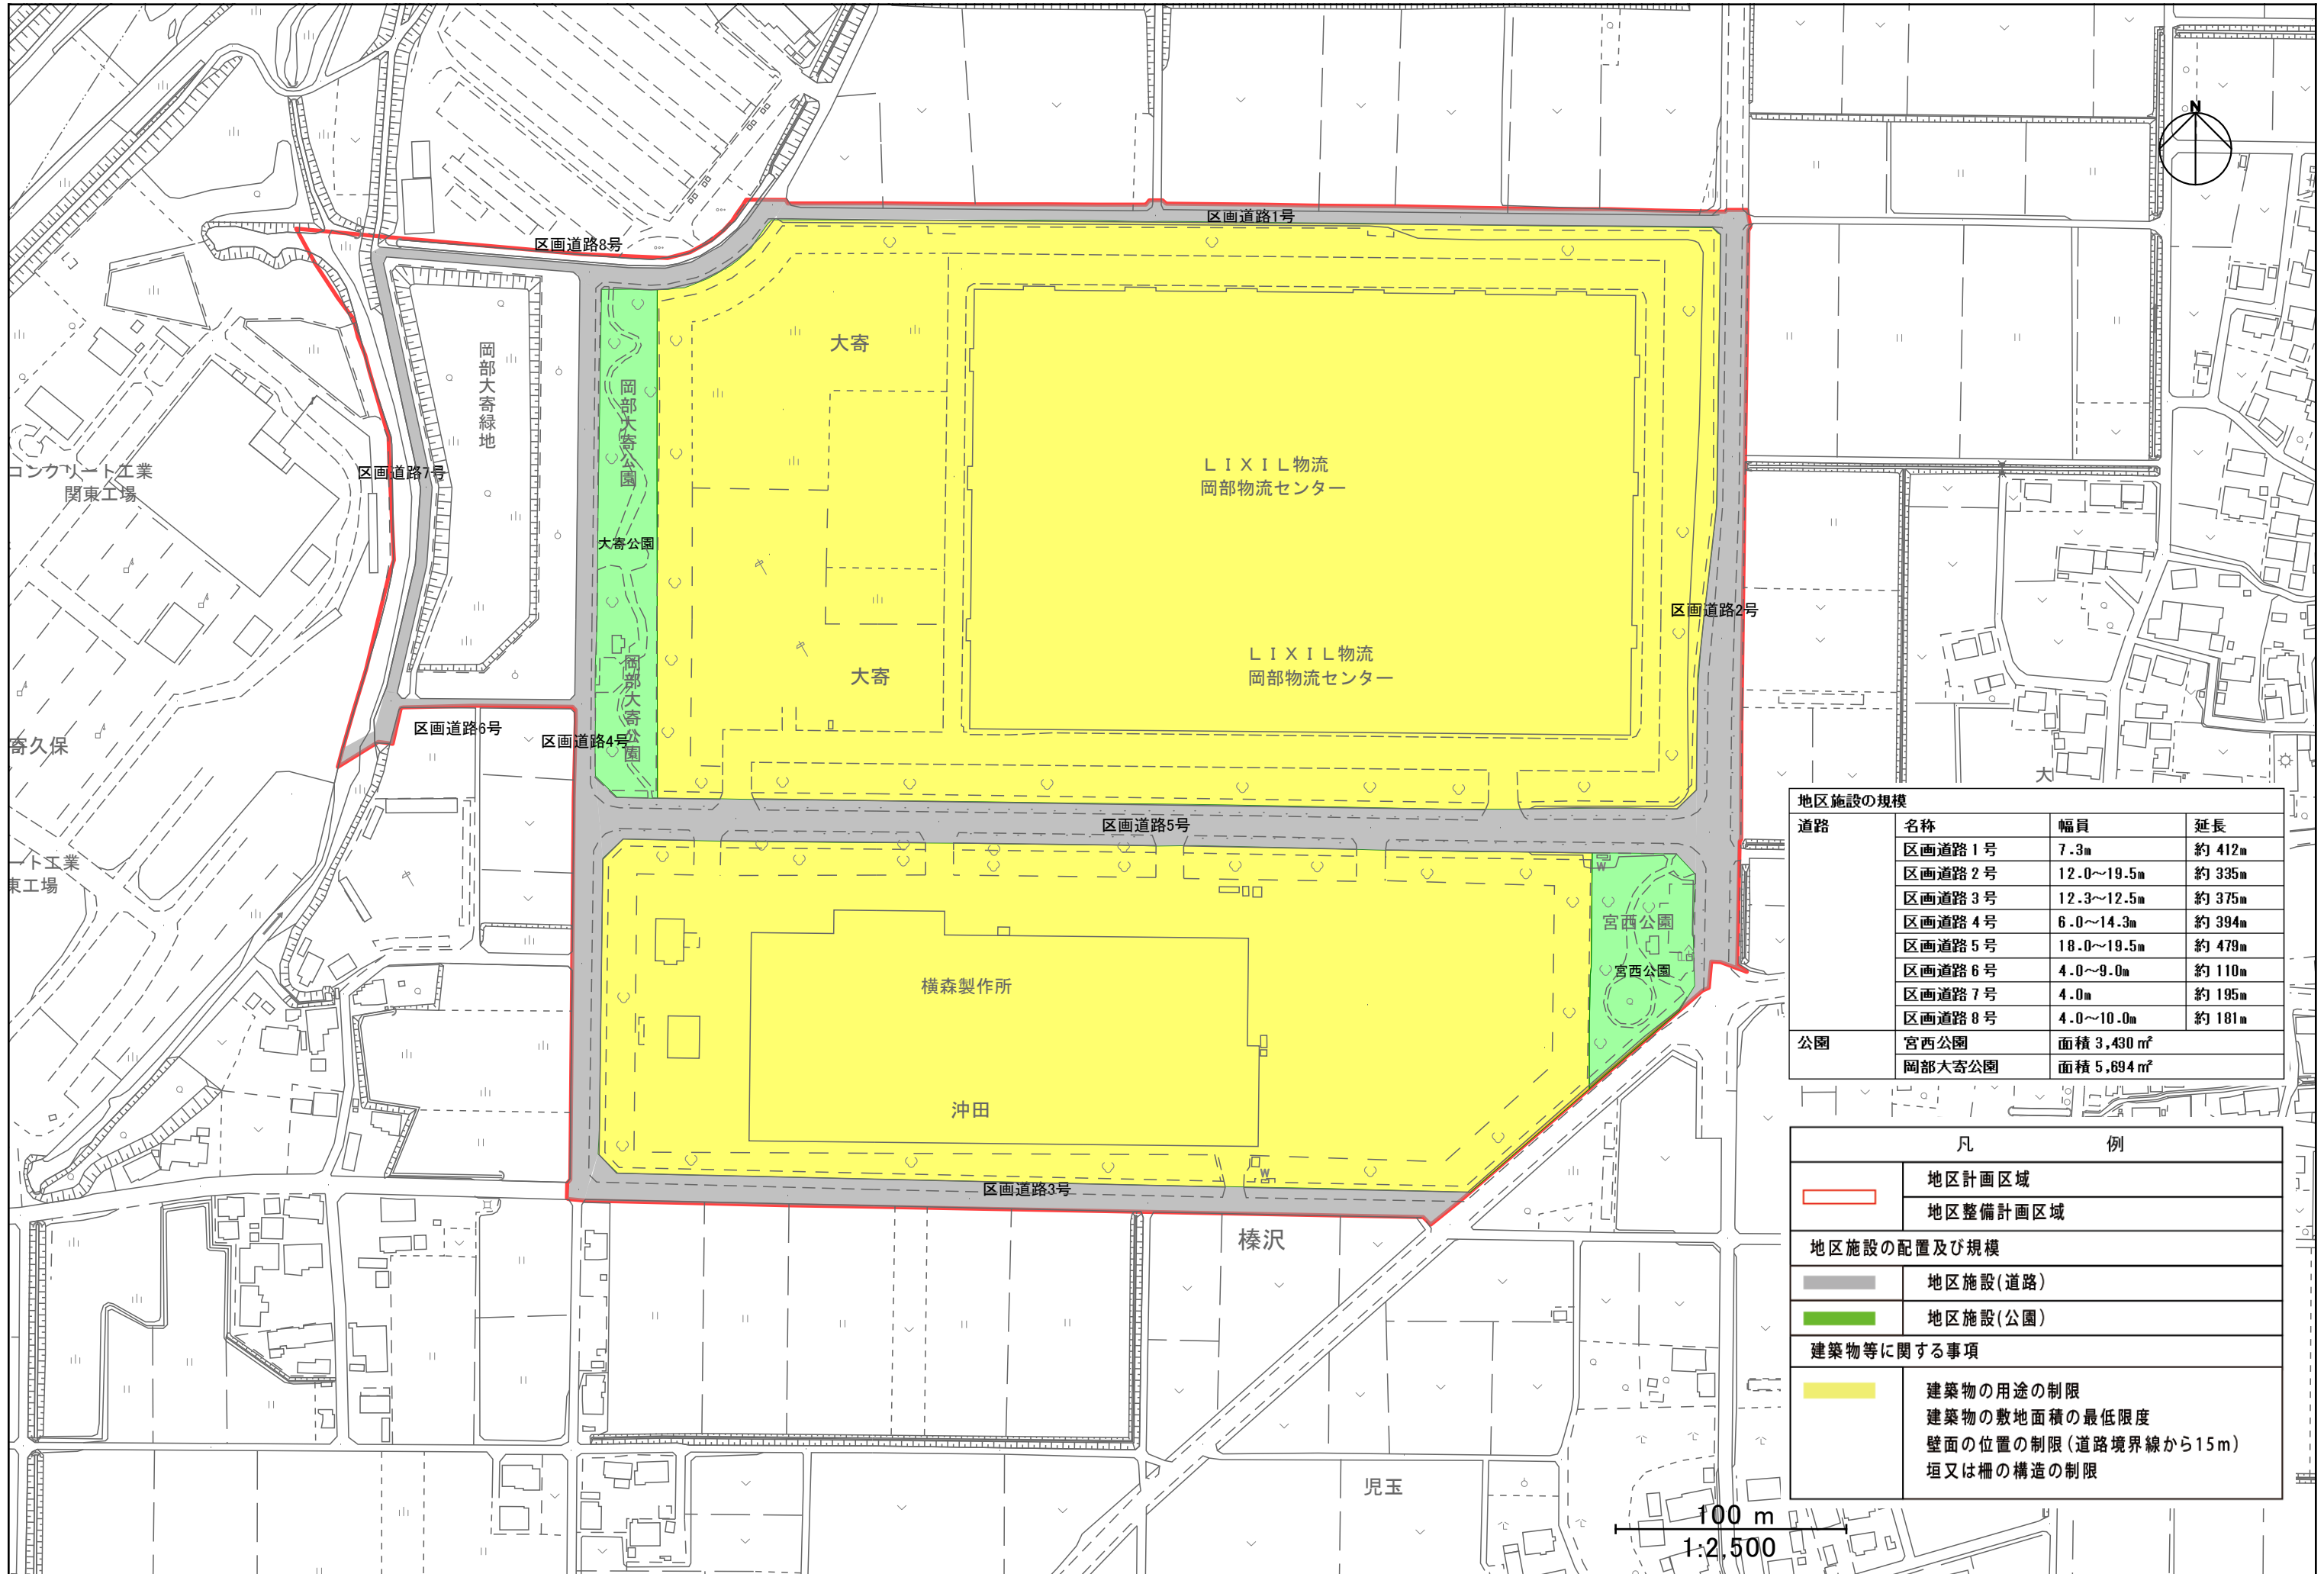 N
区画道路1号
区画道路8号
大寄
岡部大寄緑地
岡部大寄公園
コンクリート工業
関東工場
区画道路7号
LIXIL物流
岡部物流センター
大寄公園
区画道路2号
LIXIL物流
岡部物流センター
大寄
岡部大寄公園
区画道路6号
区画道路4号
寄久保
大
区画道路5号
ート工業
東工場
W
宮西公園
宮西公園
横森製作所
沖田
W
区画道路3号
榛沢
児玉
地区施設の規模
道路 名称 幅員 延長
区画道路1号 7.3m 約412m
区画道路2号 12.0～19.5m 約335m
区画道路3号 12.3～12.5m 約375m
区画道路4号 6.0～14.3m 約394m
区画道路5号 18.0～19.5m 約479m
区画道路6号 4.0～9.0m 約110m
区画道路7号 4.0m 約195m
区画道路8号 4.0～10.0m 約181m
公園 宮西公園 面積3,430㎡
岡部大寄公園 面積5,694㎡
凡 例
地区計画区域
地区整備計画区域
地区施設の配置及び規模
地区施設(道路)
地区施設(公園)
建築物等に関する事項
建築物の用途の制限
建築物の敷地面積の最低限度
壁面の位置の制限(道路境界線から15m)
垣又は柵の構造の制限
100 m
1:2,500